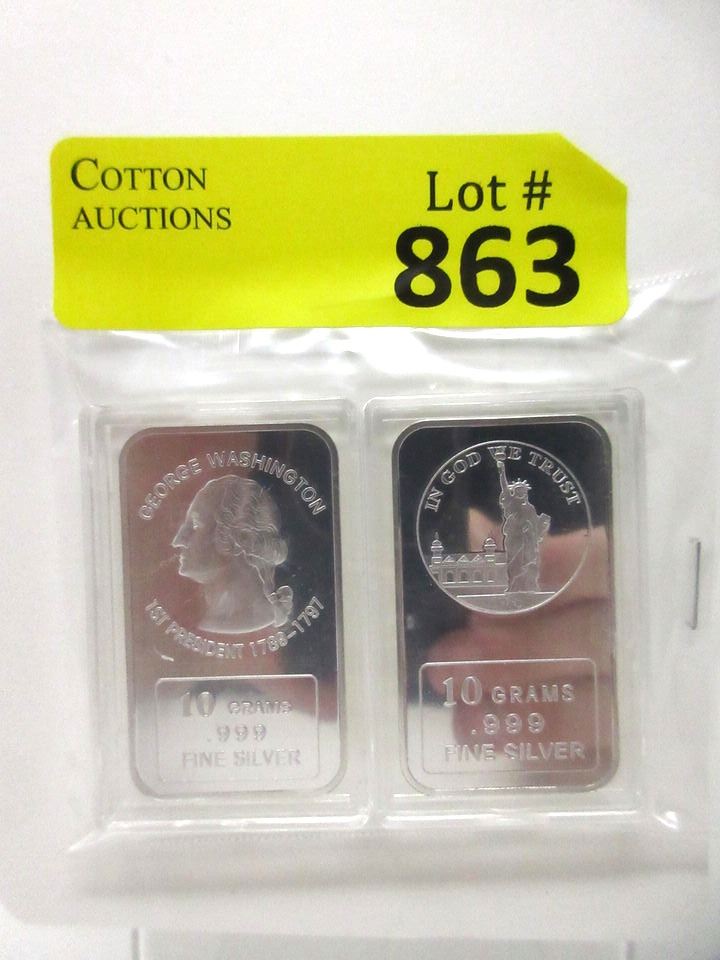 COTTON
AUCTIONS
Lot #
863
GEORGE WASHINGTON
1ST PRESIDENT 1789-1797
10 GRAMS
.999
FINE SILVER
IN GOD WE TRUST
10 GRAMS
.999
FINE SILVER